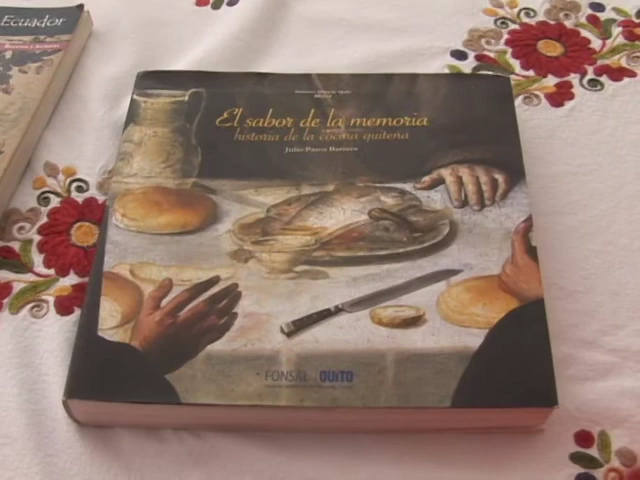 Ecuador
El sabor de la memoria
historia de la cocina quiteña
Julio Pazos Barrera
FONSAL QUITO